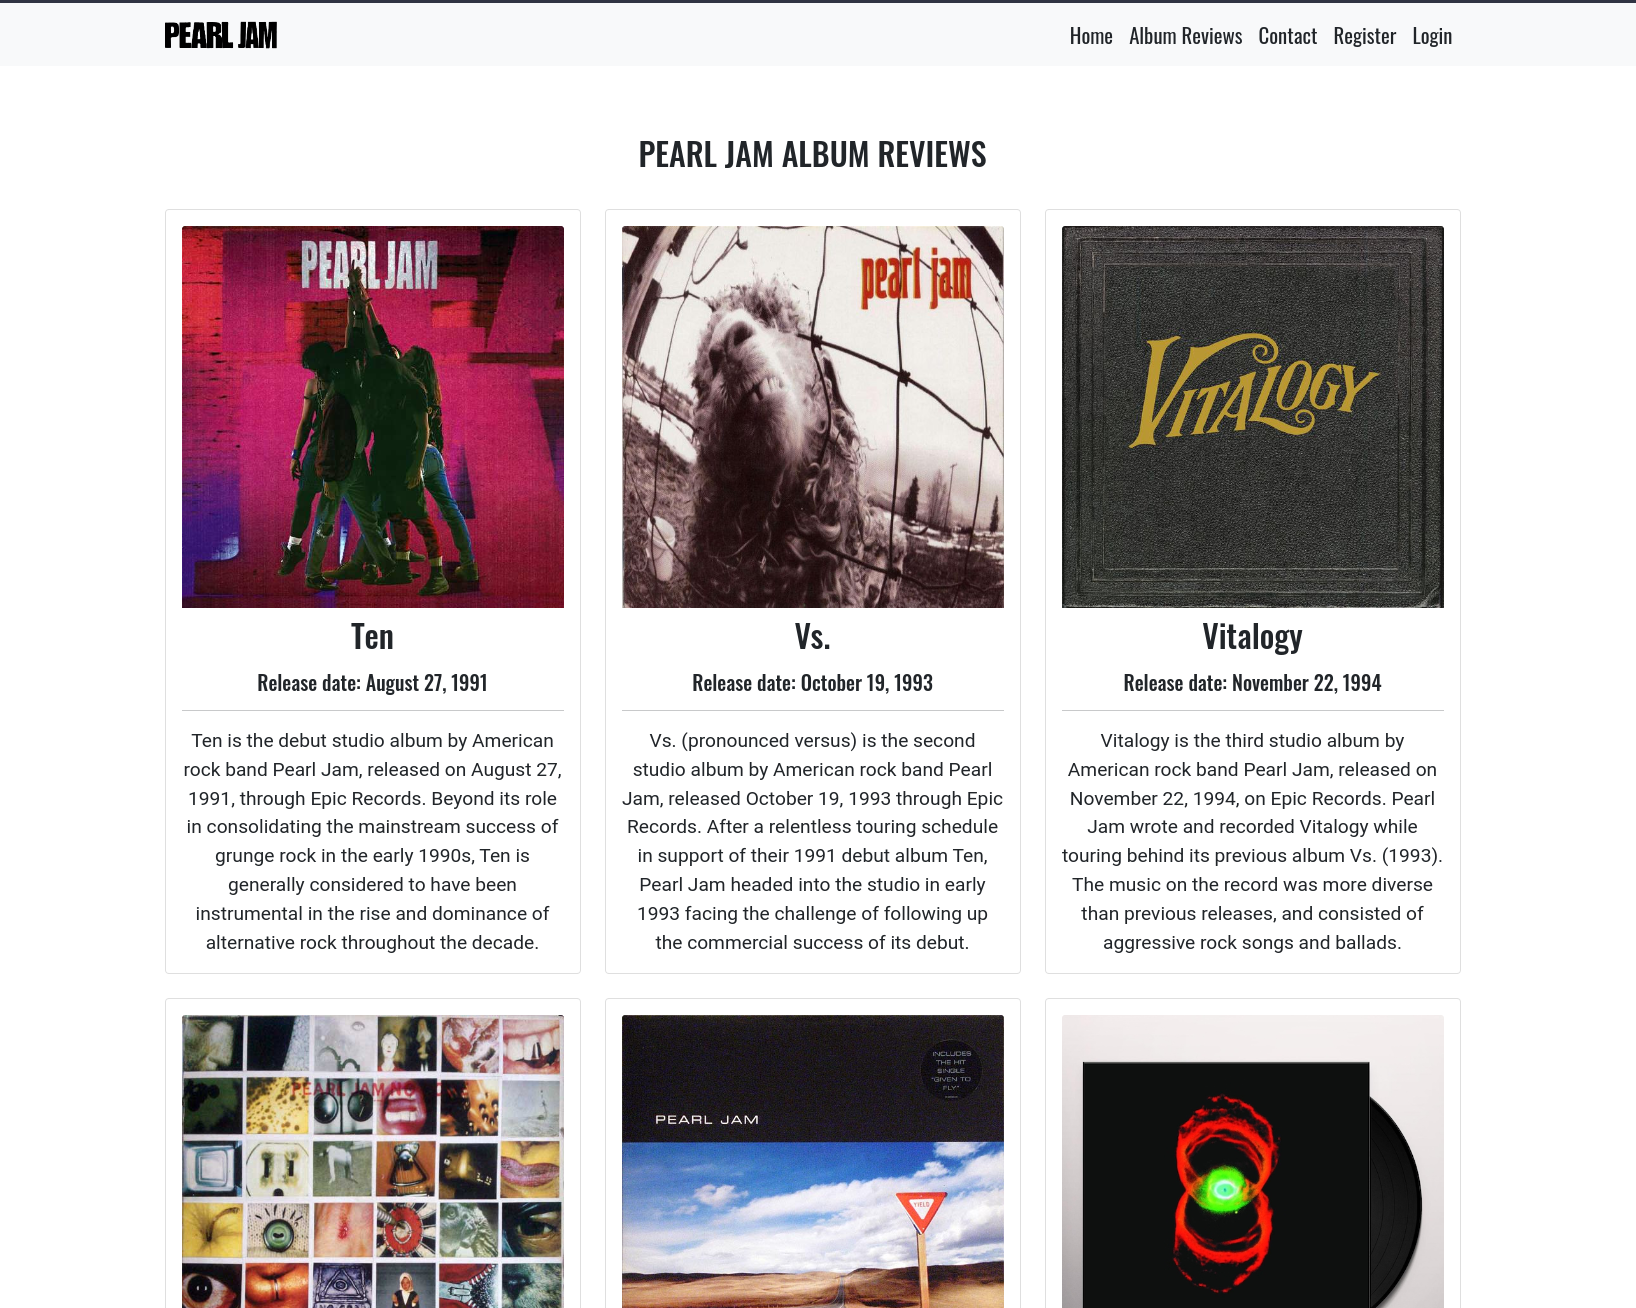 PEARL JAM
Home Album Reviews Contact Register Login
PEARL JAM ALBUM REVIEWS
PEARL JAM
pearl jam
VITALOGY
Ten
Release date: August 27, 1991
Ten is the debut studio album by American
rock band Pearl Jam, released on August 27,
1991, through Epic Records. Beyond its role
in consolidating the mainstream success of
grunge rock in the early 1990s, Ten is
generally considered to have been
instrumental in the rise and dominance of
alternative rock throughout the decade.
Vs.
Release date: October 19, 1993
Vs. (pronounced versus) is the second
studio album by American rock band Pearl
Jam, released October 19, 1993 through Epic
Records. After a relentless touring schedule
in support of their 1991 debut album Ten,
Pearl Jam headed into the studio in early
1993 facing the challenge of following up
the commercial success of its debut.
Vitalogy
Release date: November 22, 1994
Vitalogy is the third studio album by
American rock band Pearl Jam, released on
November 22, 1994, on Epic Records. Pearl
Jam wrote and recorded Vitalogy while
touring behind its previous album Vs. (1993).
The music on the record was more diverse
than previous releases, and consisted of
aggressive rock songs and ballads.
PEARL JAM
INCLUDES
THE HIT
SINGLE
"GIVEN TO
FLY"
PEARL JAM
YIELD